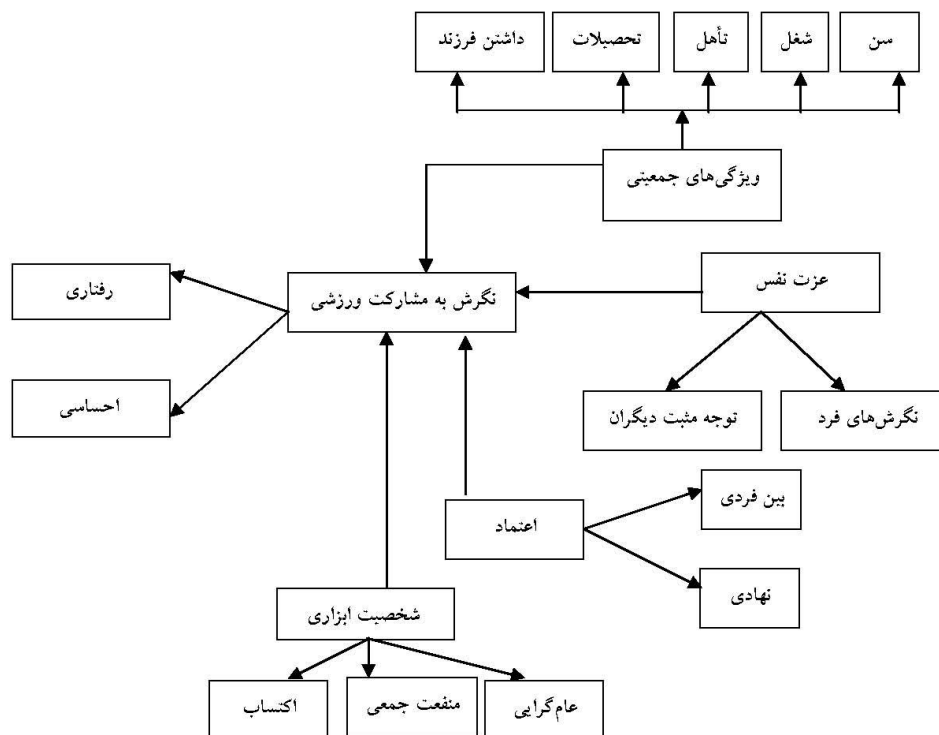 سن
شغل
تأهل
تحصیلات
داشتن فرزند
ویژگی‌های جمعیتی
عزت نفس
نگرش به مشارکت ورزشی
رفتاری
احساسی
نگرش‌های فرد
توجه مثبت دیگران
بین فردی
اعتماد
نهادی
شخصیت ابزاری
عام‌گرایی
منفعت جمعی
اکتساب